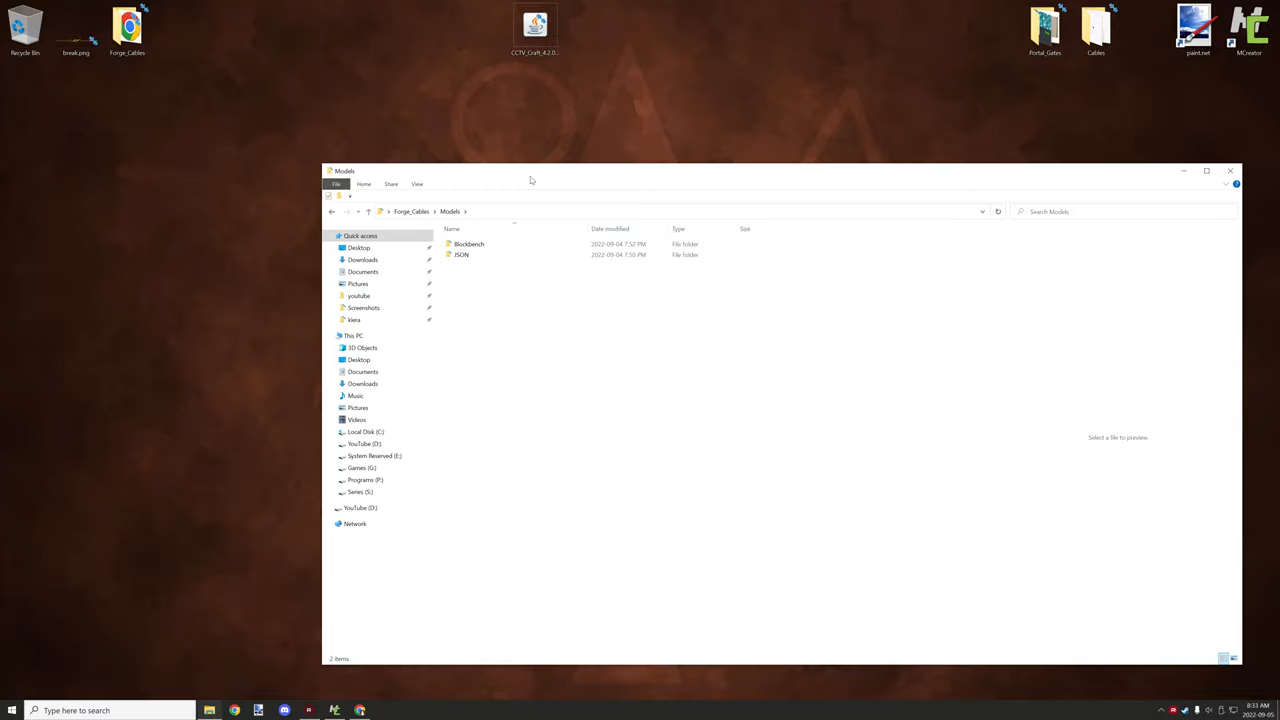 Recycle Bin
break.png
Forge_Cables
CCTV_Craft_4.2.0...
Portal_Gates
Cables
paint.net
MCreator
Models
File Home Share View
Forge_Cables > Models >
Search Models
Name Date modified Type Size
Quick access
Desktop
Downloads
Documents
Pictures
youtube
Screenshots
kiera
This PC
3D Objects
Desktop
Documents
Downloads
Music
Pictures
Videos
Local Disk (C:)
YouTube (D:)
System Reserved (E:)
Games (G:)
Programs (P:)
Series (S:)
YouTube (D:)
Network
Blockbench 2022-09-04 7:52 PM File folder
JSON 2022-09-04 7:50 PM File folder
Select a file to preview.
2 items
Type here to search
8:33 AM
2022-09-05